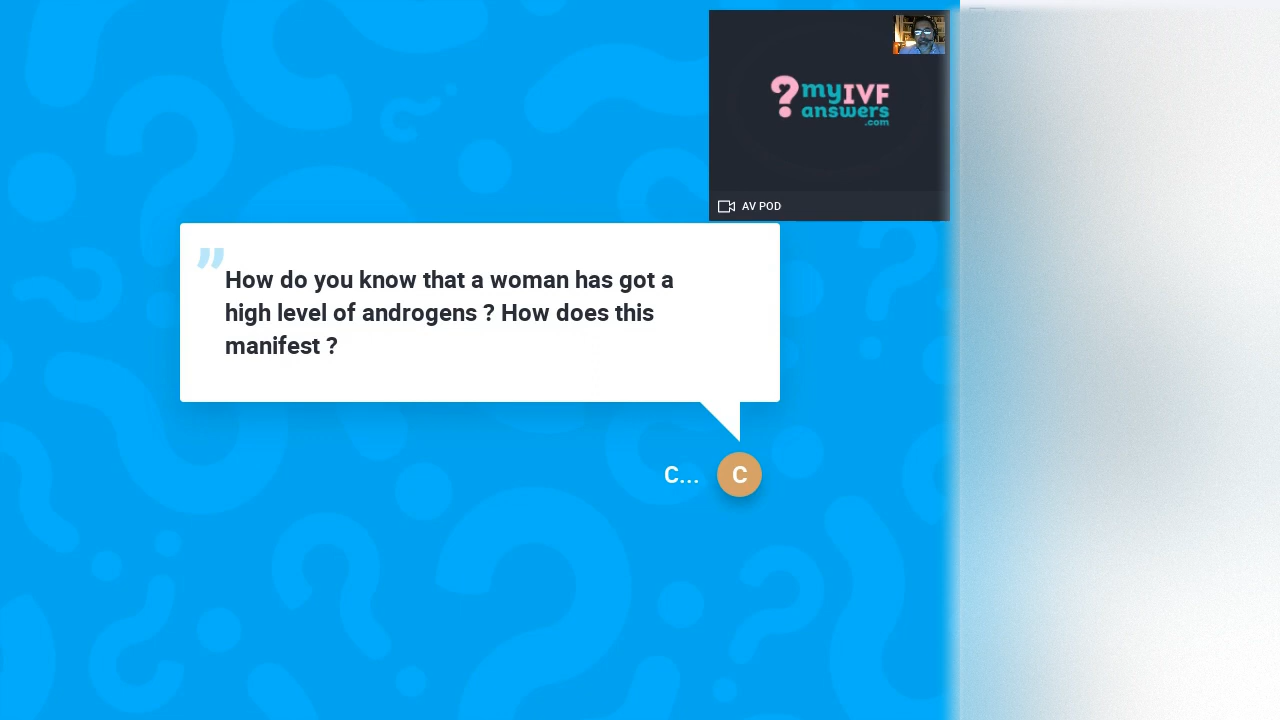 ?myIVF
answers
.com
AV POD
” How do you know that a woman has got a
high level of androgens ? How does this
manifest ?
C... C